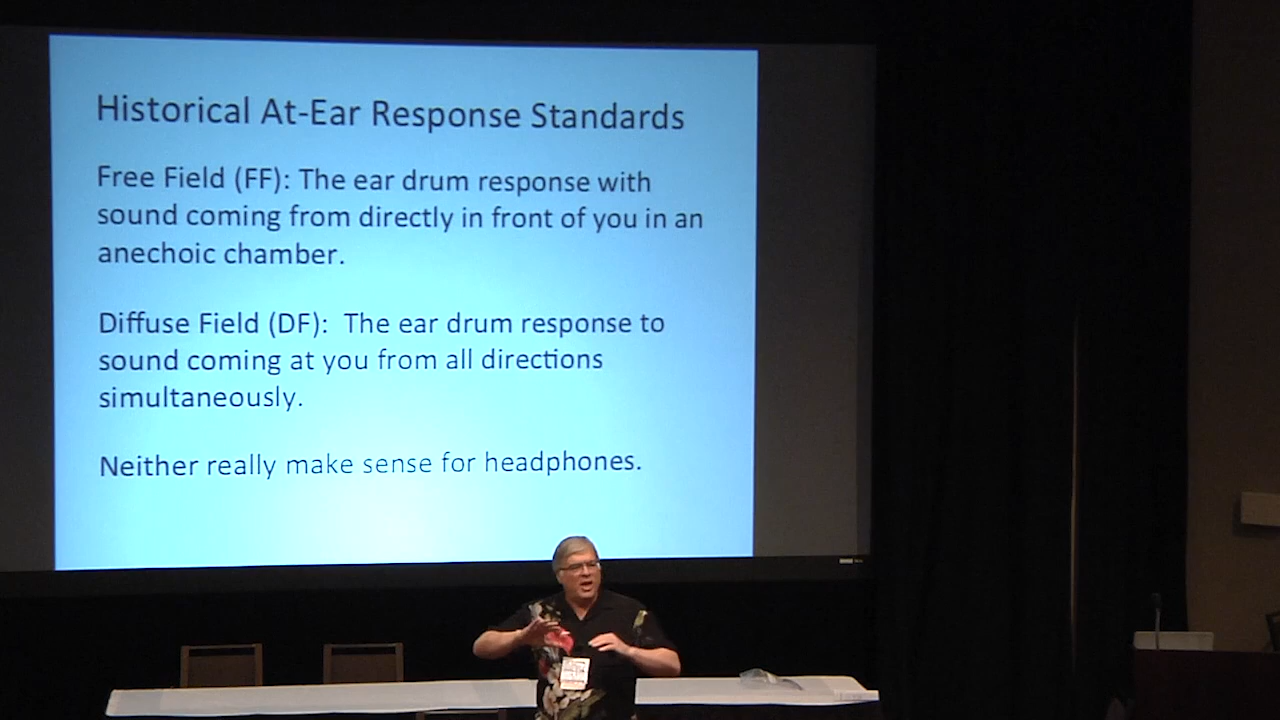 Historical At-Ear Response Standards
Free Field (FF): The ear drum response with
sound coming from directly in front of you in an
anechoic chamber.
Diffuse Field (DF):  The ear drum response to
sound coming at you from all directions
simultaneously.
Neither really make sense for headphones.